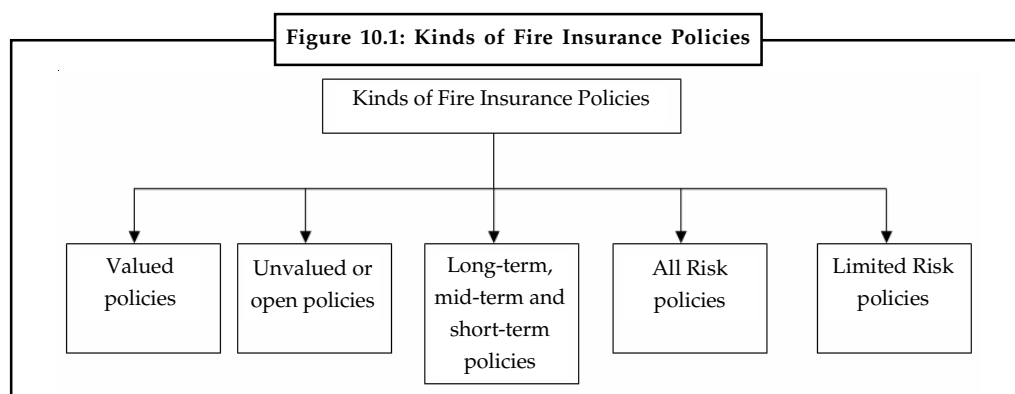 Figure 10.1: Kinds of Fire Insurance Policies
Kinds of Fire Insurance Policies
Valued
policies
Unvalued or
open policies
Long-term,
mid-term and
short-term
policies
All Risk
policies
Limited Risk
policies